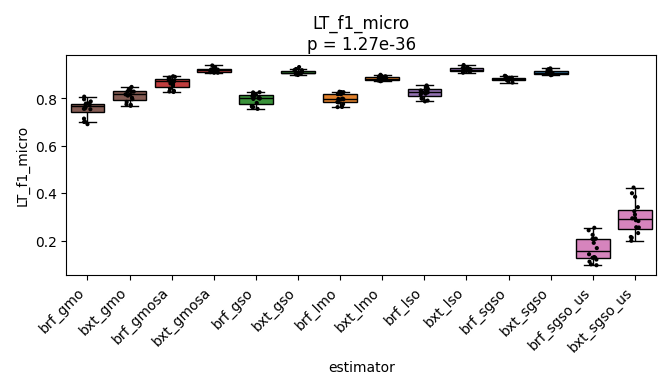 LT_f1_micro
p = 1.27e-36
LT_f1_micro
0.8
0.6
0.4
0.2
brf_gmo
bxt_gmo
brf_gmosa
bxt_gmosa
brf_gso
bxt_gso
brf_lmo
bxt_lmo
brf_lso
bxt_lso
brf_sgso
bxt_sgso
brf_sgso_us
bxt_sgso_us
estimator